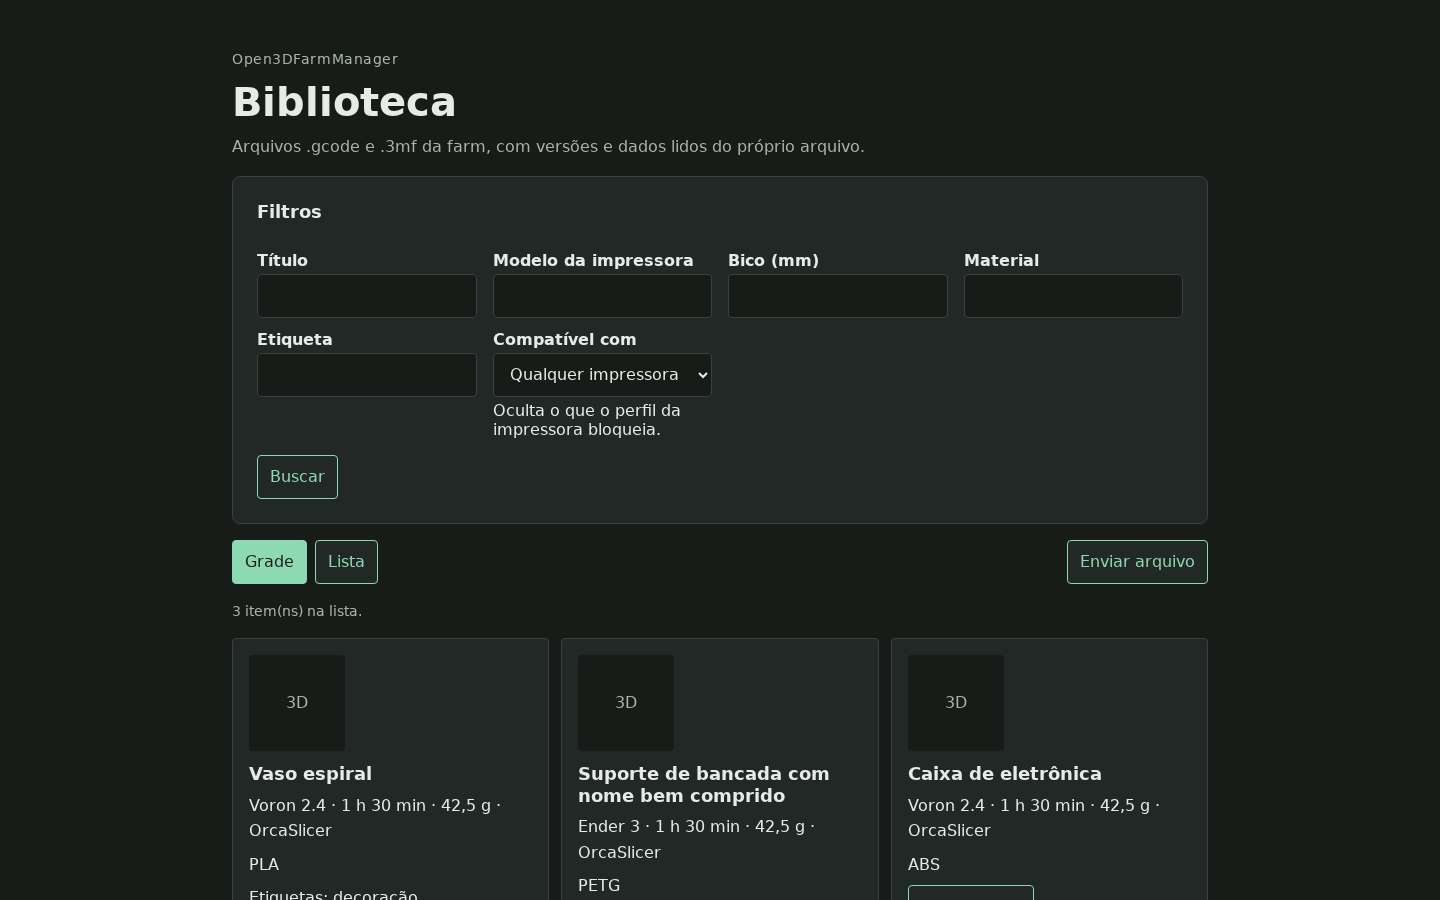 Open3DFarmManager
Biblioteca
Arquivos .gcode e .3mf da farm, com versões e dados lidos do próprio arquivo.
Filtros
Título
Modelo da impressora
Bico (mm)
Material
Etiqueta
Compatível com
Qualquer impressora
Oculta o que o perfil da
impressora bloqueia.
Buscar
Grade
Lista
Enviar arquivo
3 item(ns) na lista.
3D
Vaso espiral
Voron 2.4 · 1 h 30 min · 42,5 g ·
OrcaSlicer
PLA
Etiquetas: decoração
3D
Suporte de bancada com
nome bem comprido
Ender 3 · 1 h 30 min · 42,5 g ·
OrcaSlicer
PETG
3D
Caixa de eletrônica
Voron 2.4 · 1 h 30 min · 42,5 g ·
OrcaSlicer
ABS